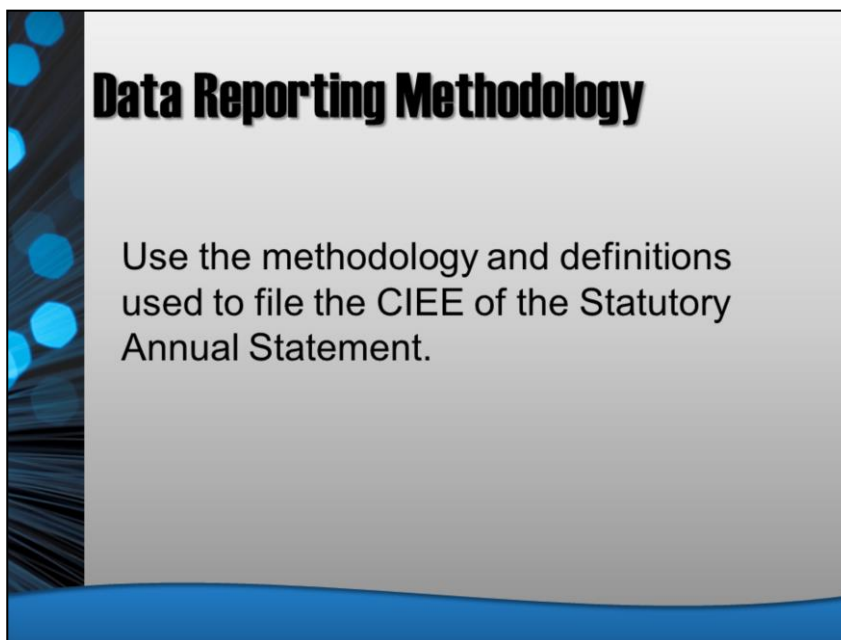 Data Reporting Methodology
Use the methodology and definitions
used to file the CIEE of the Statutory
Annual Statement.